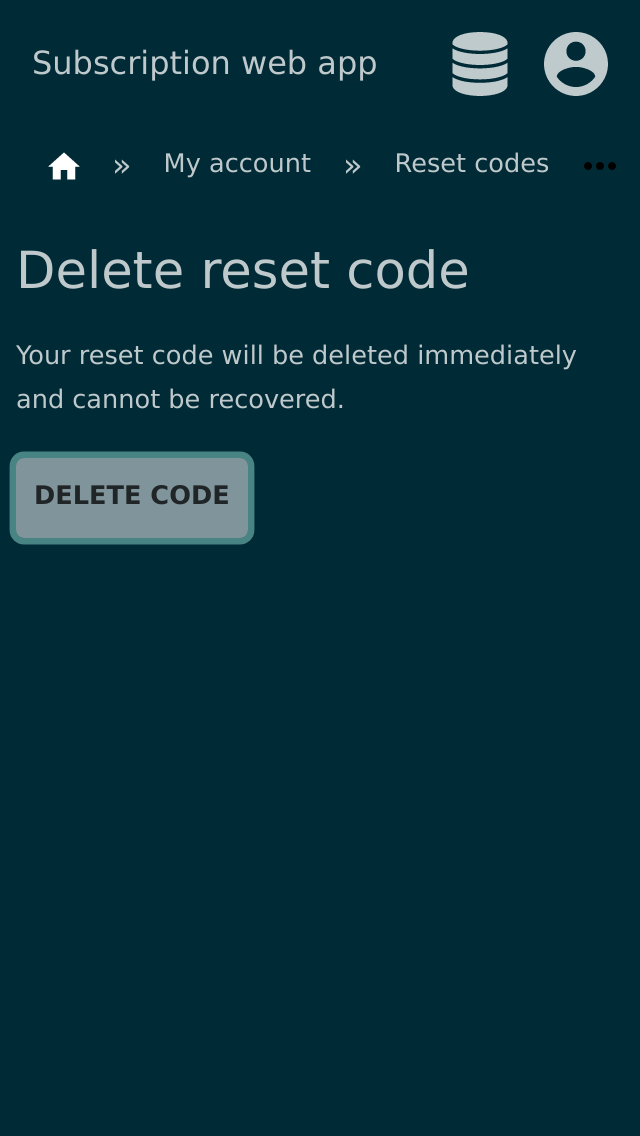 Subscription web app
» My account » Reset codes
Delete reset code
Your reset code will be deleted immediately
and cannot be recovered.
DELETE CODE